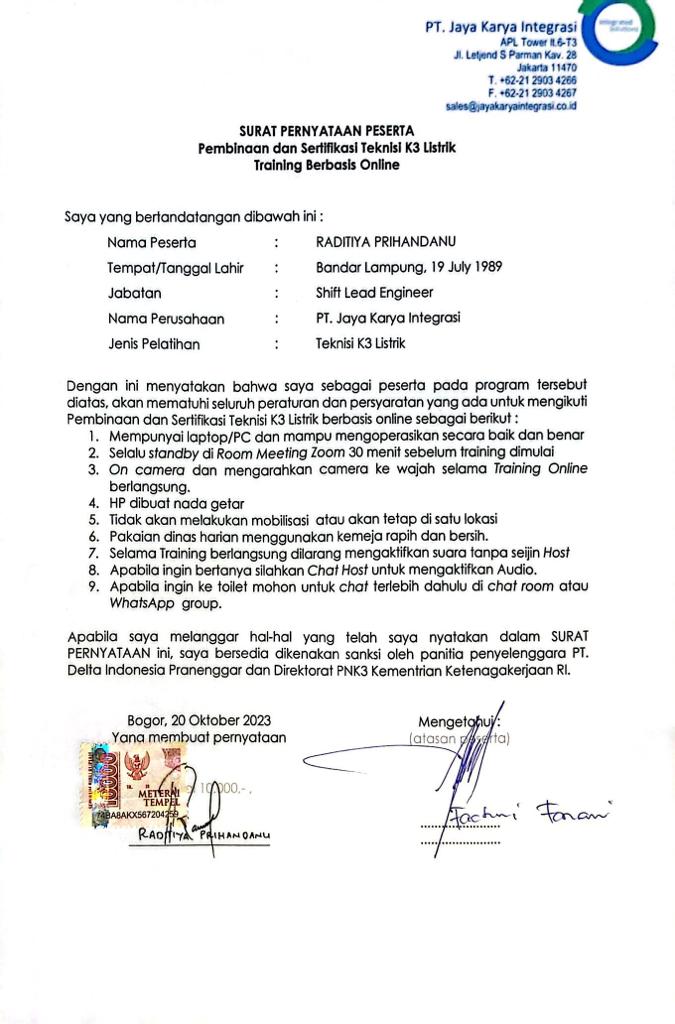 PT. Jaya Karya Integrasi
APL Tower lt.6-T3
Jl. Letjend S Parman Kav. 28
Jakarta 11470
T. +62-21 2903 4266
F. +62-21 2903 4267
sales@jayakaryaintegrasi.co.id
Integrated
Solutions
SURAT PERNYATAAN PESERTA
Pembinaan dan Sertifikasi Teknisi K3 Listrik
Training Berbasis Online
Saya yang bertandatangan dibawah ini :
Nama Peserta : RADITIYA PRIHANDANU
Tempat/Tanggal Lahir : Bandar Lampung, 19 July 1989
Jabatan : Shift Lead Engineer
Nama Perusahaan : PT. Jaya Karya Integrasi
Jenis Pelatihan : Teknisi K3 Listrik
Dengan ini menyatakan bahwa saya sebagai peserta pada program tersebut
diatas, akan mematuhi seluruh peraturan dan persyaratan yang ada untuk mengikuti
Pembinaan dan Sertifikasi Teknisi K3 Listrik berbasis online sebagai berikut :
1. Mempunyai laptop/PC dan mampu mengoperasikan secara baik dan benar
2. Selalu standby di Room Meeting Zoom 30 menit sebelum training dimulai
3. On camera dan mengarahkan camera ke wajah selama Training Online
berlangsung.
4. HP dibuat nada getar
5. Tidak akan melakukan mobilisasi atau akan tetap di satu lokasi
6. Pakaian dinas harian menggunakan kemeja rapih dan bersih.
7. Selama Training berlangsung dilarang mengaktifkan suara tanpa seijin Host
8. Apabila ingin bertanya silahkan Chat Host untuk mengaktifkan Audio.
9. Apabila ingin ke toilet mohon untuk chat terlebih dahulu di chat room atau
WhatsApp group.
Apabila saya melanggar hal-hal yang telah saya nyatakan dalam SURAT
PERNYATAAN ini, saya bersedia dikenakan sanksi oleh panitia penyelenggara PT.
Delta Indonesia Pranenggar dan Direktorat PNK3 Kementrian Ketenagakerjaan RI.
Bogor, 20 Oktober 2023
Yang membuat pernyataan
Mengetahui :
(atasan peserta)
10000
10.000,-.
METERAI
TEMPEL
74BA8AKX567204259
RADITIYA PRIHANDANU
Fachmi